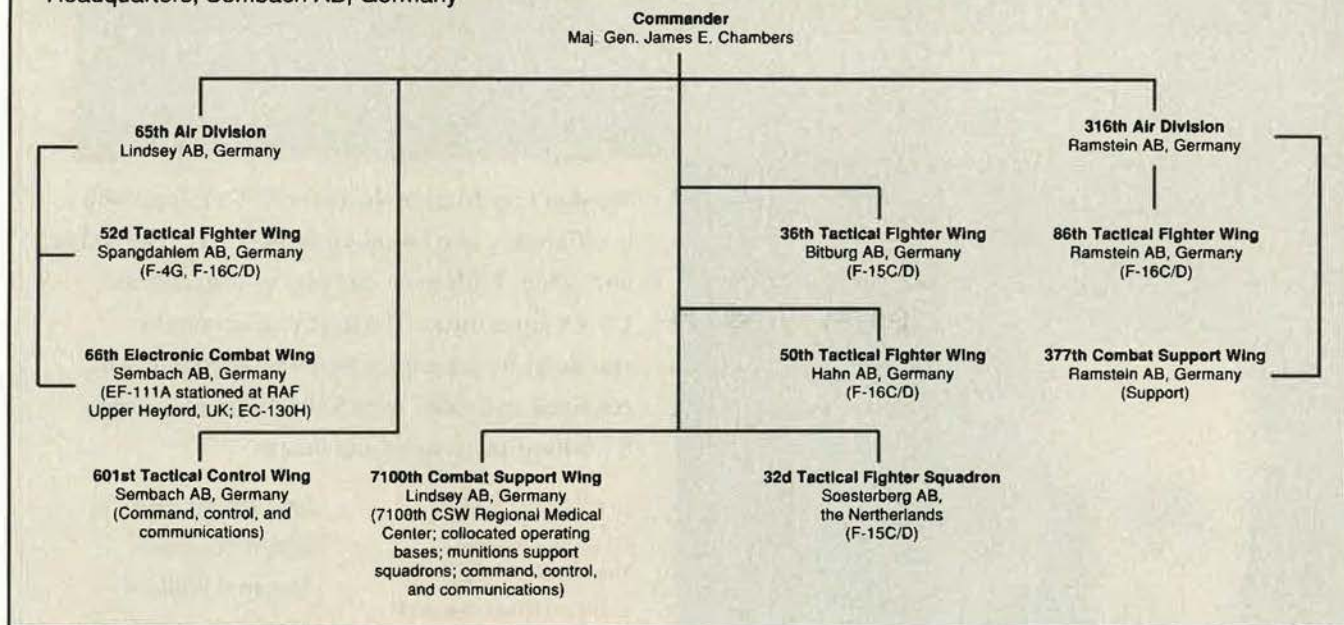 Headquarters, Sembach AB, Germany
Commander
Maj. Gen. James E. Chambers
65th Air Division
Lindsey AB, Germany
316th Air Division
Ramstein AB, Germany
52d Tactical Fighter Wing
Spangdahlem AB, Germany
(F-4G, F-16C/D)
36th Tactical Fighter Wing
Bitburg AB, Germany
(F-15C/D)
86th Tactical Fighter Wing
Ramstein AB, Germany
(F-16C/D)
66th Electronic Combat Wing
Sembach AB, Germany
(EF-111A stationed at RAF
Upper Heyford, UK; EC-130H)
50th Tactical Fighter Wing
Hahn AB, Germany
(F-16C/D)
377th Combat Support Wing
Ramstein AB, Germany
(Support)
601st Tactical Control Wing
Sembach AB, Germany
(Command, control, and
communications)
7100th Combat Support Wing
Lindsey AB, Germany
(7100th CSW Regional Medical
Center; collocated operating
bases; munitions support
squadrons; command, control,
and communications)
32d Tactical Fighter Squadron
Soesterberg AB,
the Nertherlands
(F-15C/D)